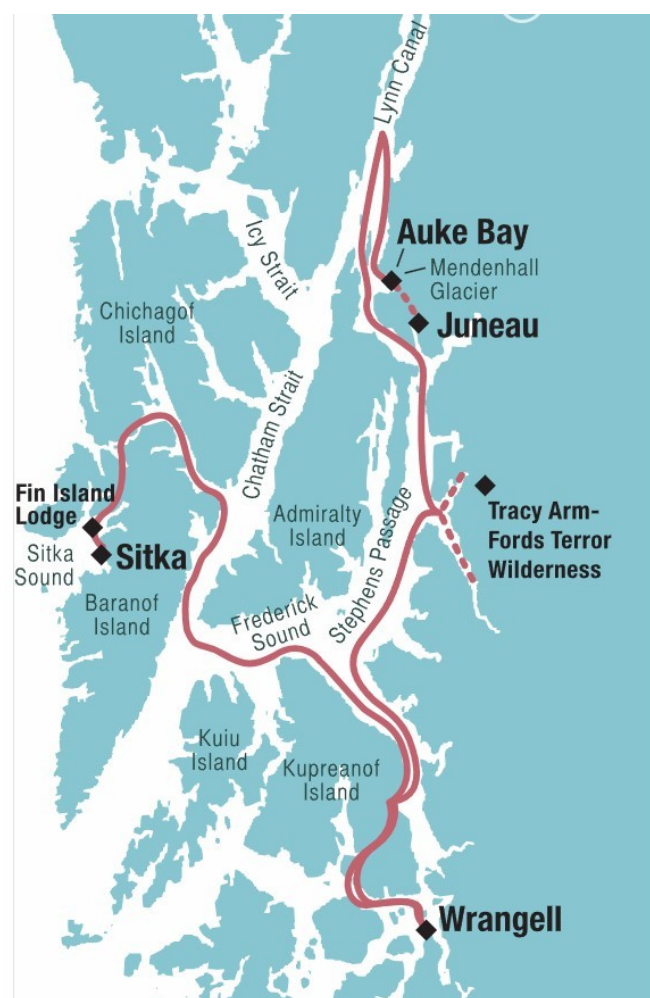 Lynn Canal
Auke Bay
Mendenhall
Glacier
Juneau
Icy Strait
Chichagof
Island
Chatham Strait
Fin Island
Lodge
Sitka
Sound
Sitka
Baranof
Island
Admiralty
Island
Stephens Passage
Tracy Arm-
Fords Terror
Wilderness
Frederick
Sound
Kuiu
Island
Kupreanof
Island
Wrangell